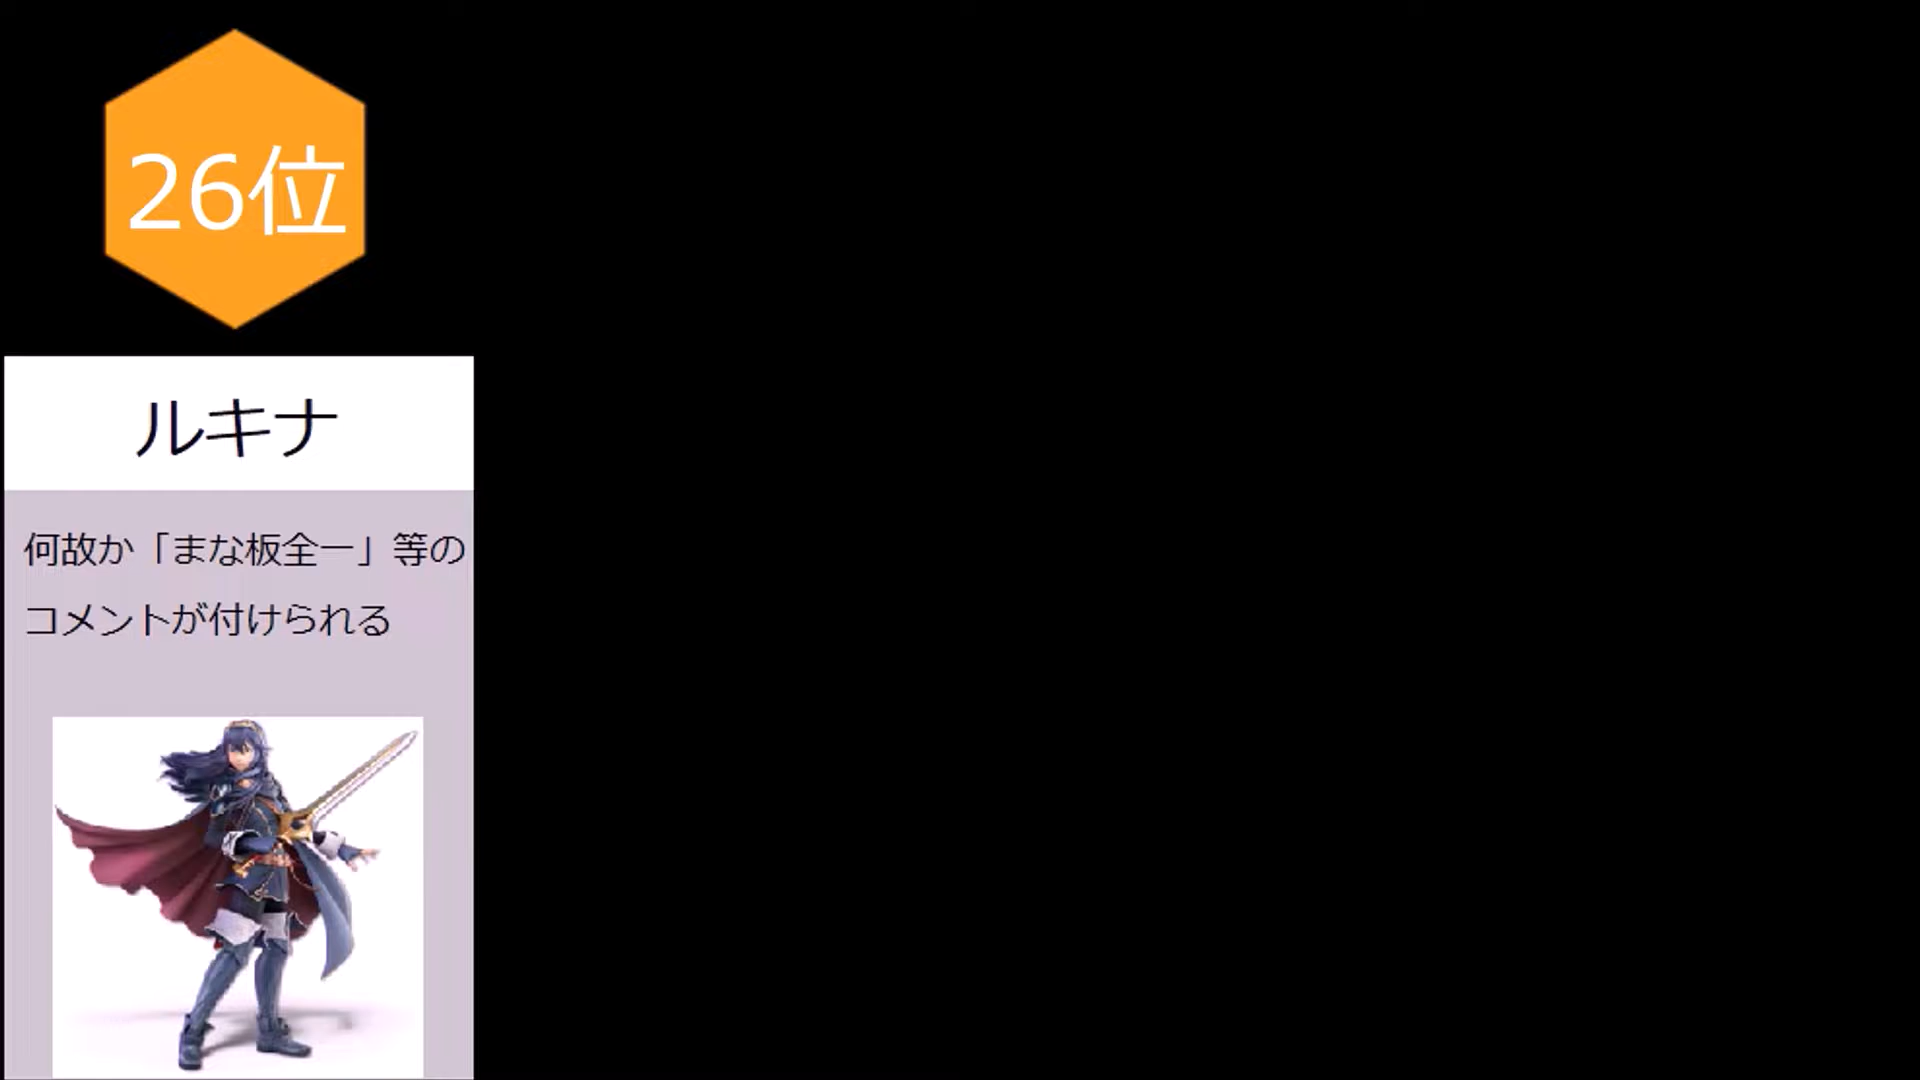 26位
ルキナ
何故か「まな板全一」等の
コメントが付けられる